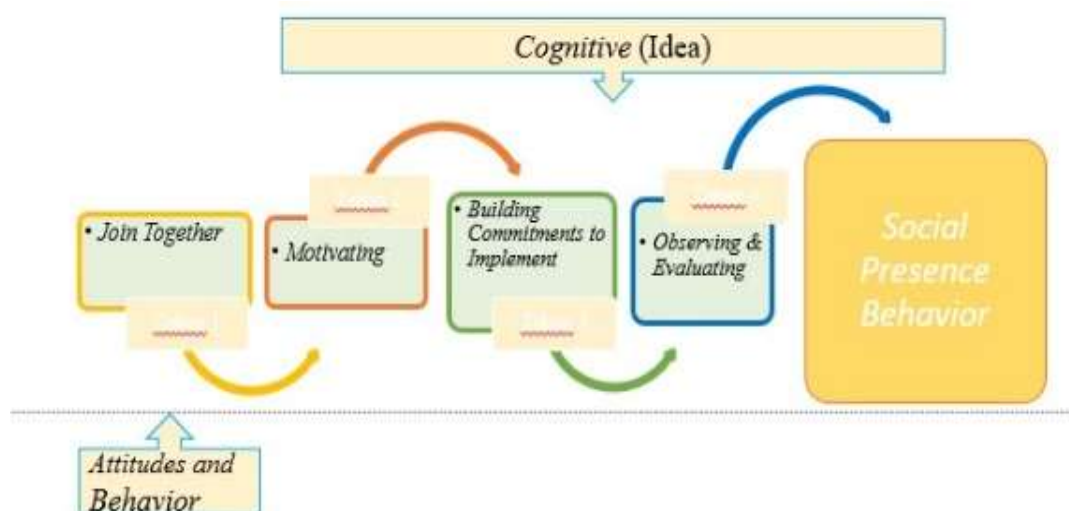 Cognitive (Idea)
• Join Together
• Motivating
• Building
Commitments to
Implement
• Observing &
Evaluating
Social
Presence
Behavior
Attitudes and
Behavior